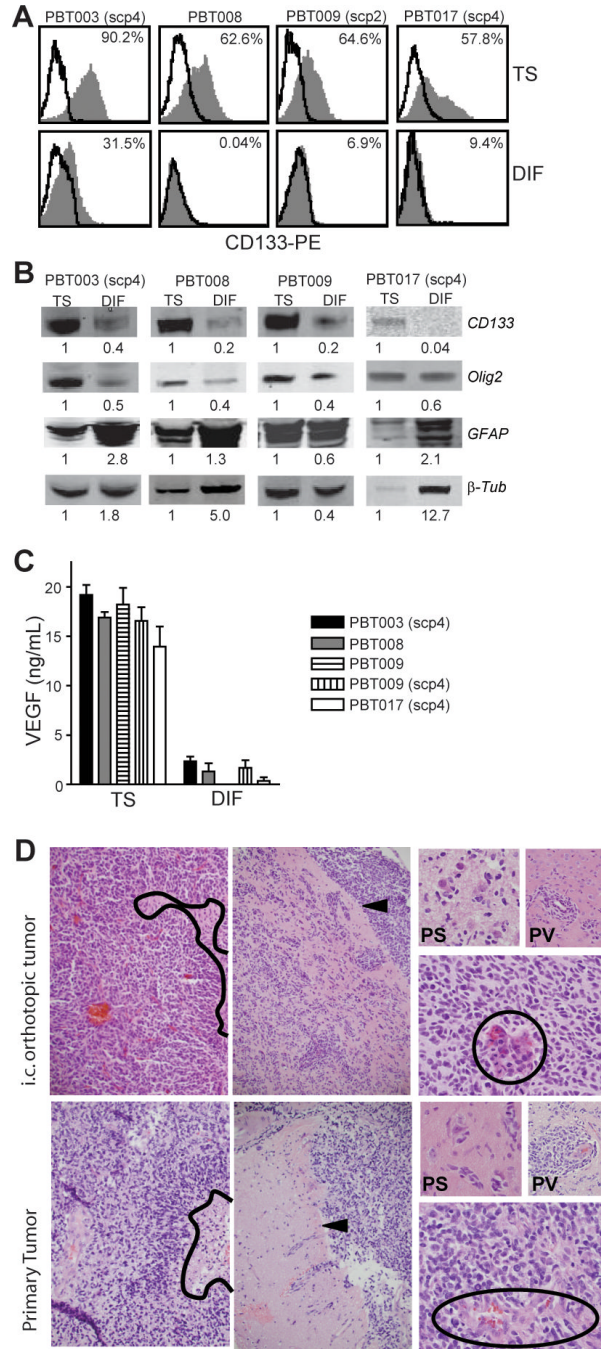 A
PBT003 (scp4) PBT008 PBT009 (scp2) PBT017 (scp4)
90.2% 62.6% 64.6% 57.8%
TS
31.5% 0.04% 6.9% 9.4%
DIF
CD133-PE
B
PBT003 (scp4) PBT008 PBT009 PBT017 (scp4)
TS DIF TS DIF TS DIF TS DIF
CD133
1 0.4 1 0.2 1 0.2 1 0.04
Olig2
1 0.5 1 0.4 1 0.4 1 0.6
GFAP
1 2.8 1 1.3 1 0.6 1 2.1
β-Tub
1 1.8 1 5.0 1 0.4 1 12.7
C
VEGF (ng/mL)
20
15
10
5
0
TS DIF
PBT003 (scp4)
PBT008
PBT009
PBT009 (scp4)
PBT017 (scp4)
D
i.c. orthotopic tumor
PS PV
Primary Tumor
PS PV